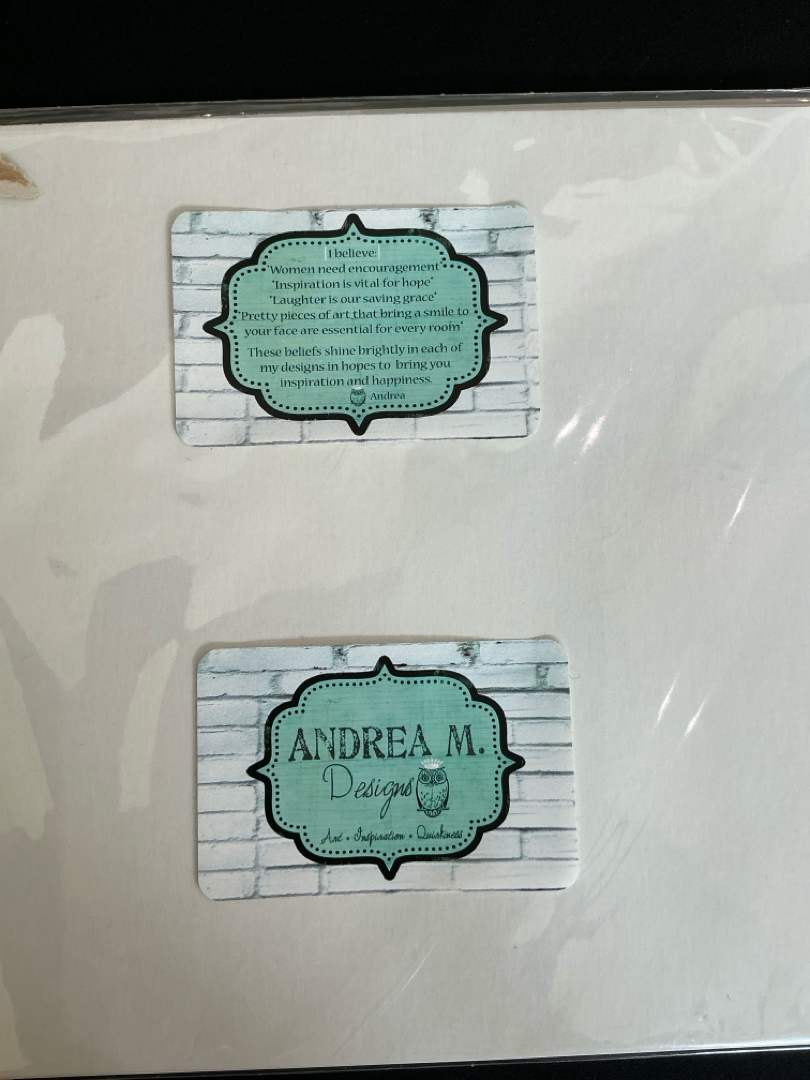 I believe:
"Women need encouragement"
"Inspiration is vital for hope"
"Laughter is our saving grace"
"Pretty pieces of art that bring a smile to
your face are essential for every room"
These beliefs shine brightly in each of
my designs in hopes to bring you
inspiration and happiness.
Andrea
ANDREA M.
Designs
Art • Inspiration • Quirkiness